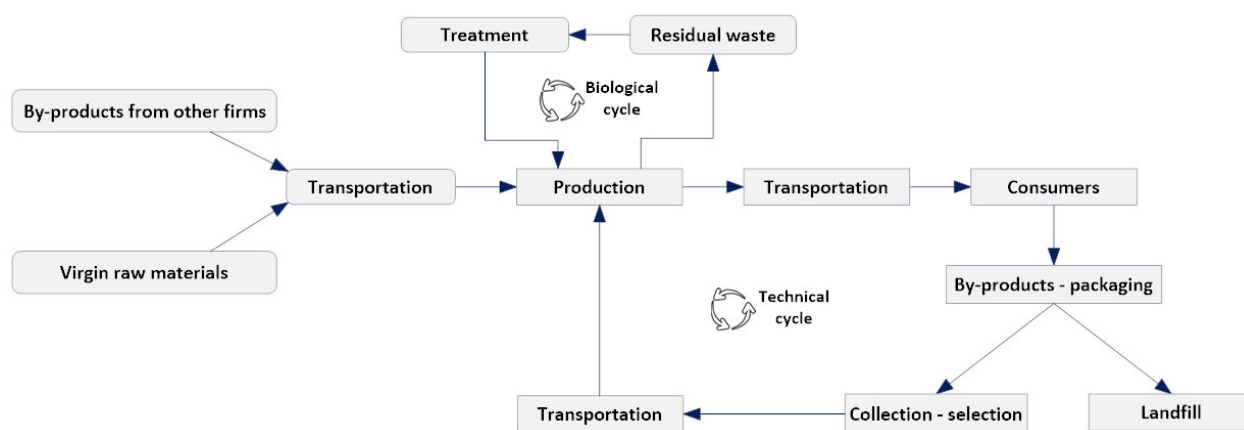 Treatment
Residual waste
Biological
cycle
By-products from other firms
Transportation
Production
Transportation
Consumers
Virgin raw materials
By-products - packaging
Technical
cycle
Transportation
Collection - selection
Landfill